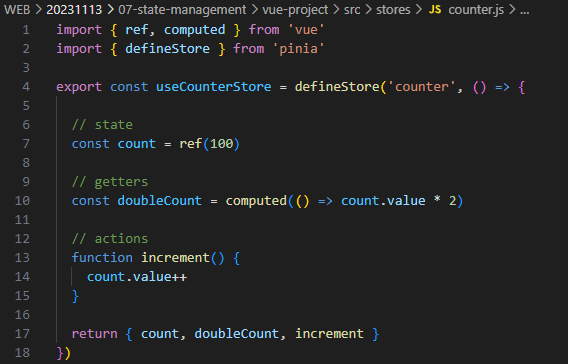 WEB > 20231113 > 07-state-management > vue-project > src > stores > JS counter.js > ...
1 import { ref, computed } from 'vue'
2 import { defineStore } from 'pinia'
3
4 export const useCounterStore = defineStore('counter', () => {
5
6   // state
7   const count = ref(100)
8
9   // getters
10   const doubleCount = computed(() => count.value * 2)
11
12   // actions
13   function increment() {
14     count.value++
15   }
16
17   return { count, doubleCount, increment }
18 })